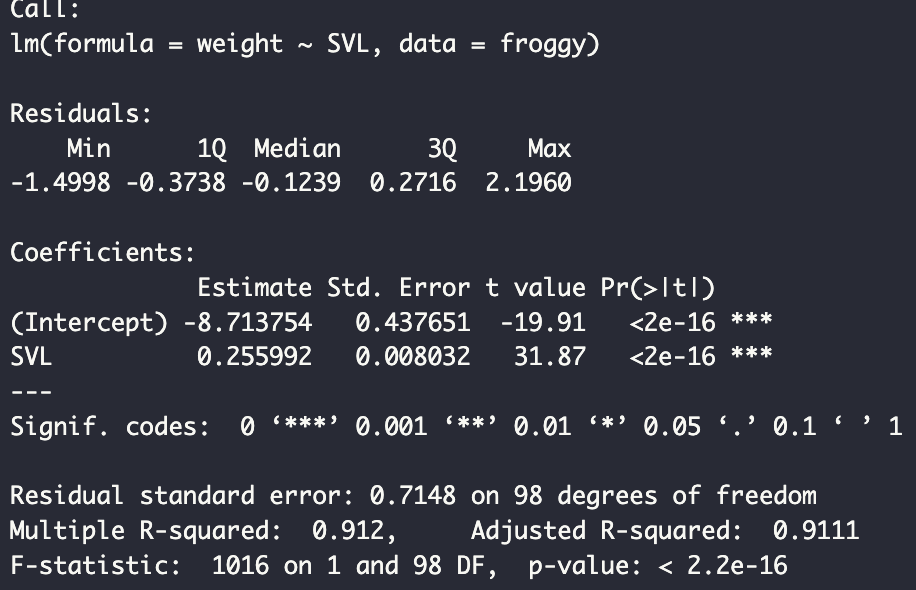 Call:
lm(formula = weight ~ SVL, data = froggy)
Residuals:
    Min      1Q  Median      3Q     Max
-1.4998 -0.3738 -0.1239  0.2716  2.1960
Coefficients:
             Estimate Std. Error t value Pr(>|t|)
(Intercept) -8.713754   0.437651  -19.91   <2e-16 ***
SVL          0.255992   0.008032   31.87   <2e-16 ***
---
Signif. codes:  0 ‘***’ 0.001 ‘**’ 0.01 ‘*’ 0.05 ‘.’ 0.1 ‘ ’ 1
Residual standard error: 0.7148 on 98 degrees of freedom
Multiple R-squared:  0.912,	Adjusted R-squared:  0.9111
F-statistic:  1016 on 1 and 98 DF,  p-value: < 2.2e-16